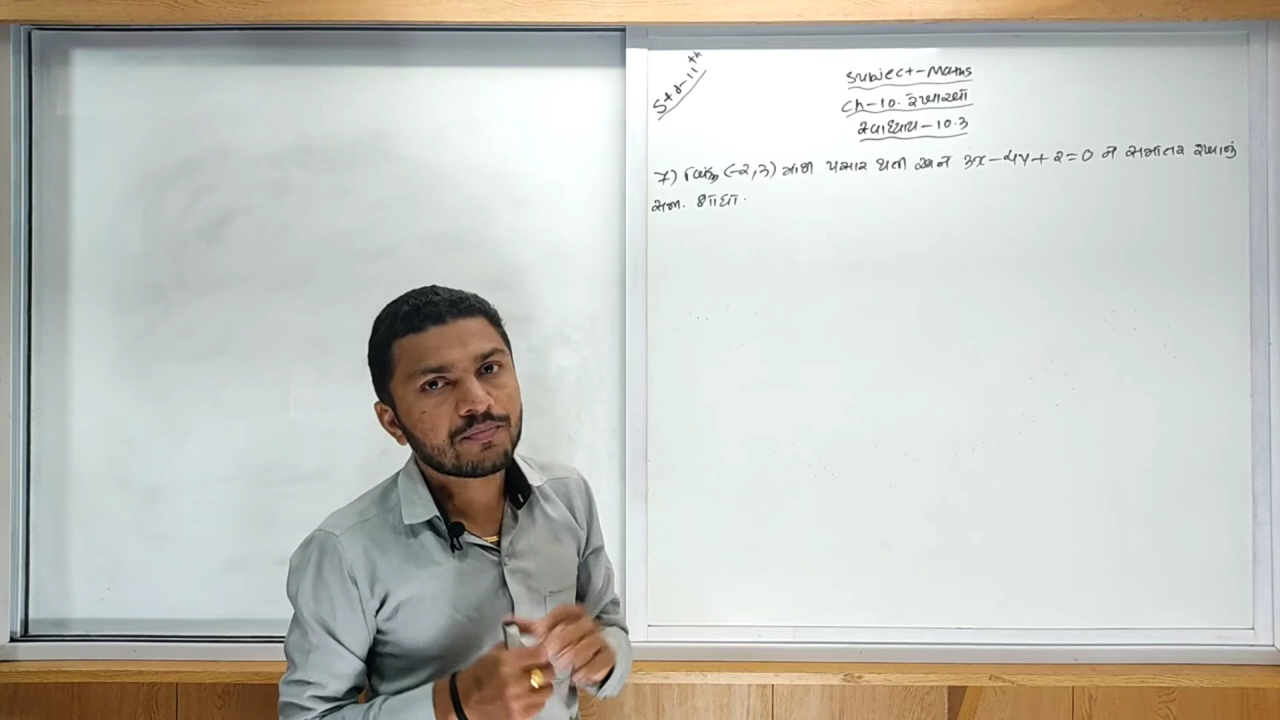 Std-11th
Subject-Maths
Ch-10. રેખાઓ
સ્વાધ્યાય-10.3
7) બિંદુ (-2,3) માંથી પસાર થતી અને 3x-4y+2=0 ને સમાંતર રેખાનું
સમી. શોધો.